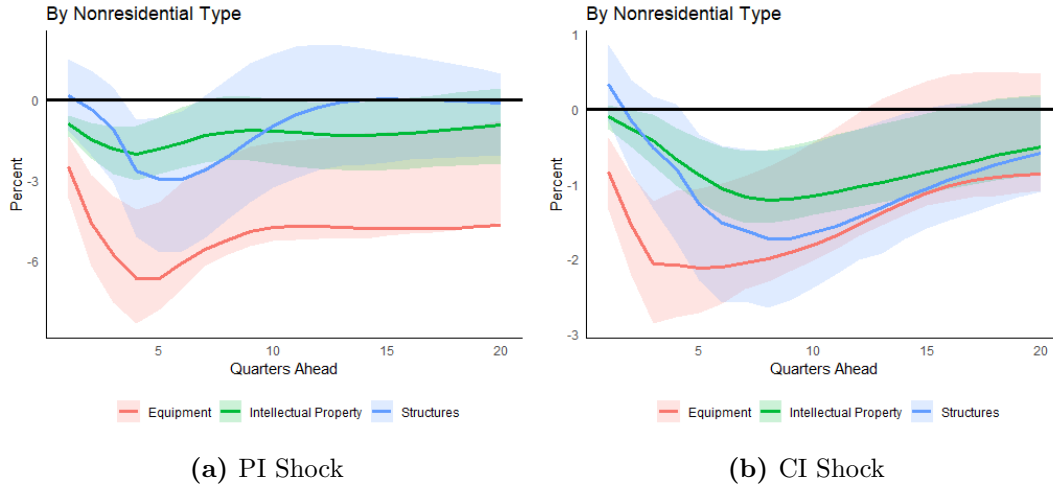 By Nonresidential Type
Percent
0
-3
-6
5
10
15
20
Quarters Ahead
Equipment Intellectual Property Structures
(a) PI Shock
By Nonresidential Type
Percent
1
0
-1
-2
-3
5
10
15
20
Quarters Ahead
Equipment Intellectual Property Structures
(b) CI Shock